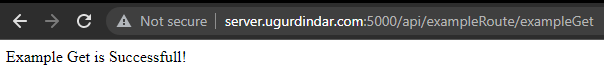 Not secure | server.ugurdindar.com:5000/api/exampleRoute/exampleGet
Example Get is Successfull!